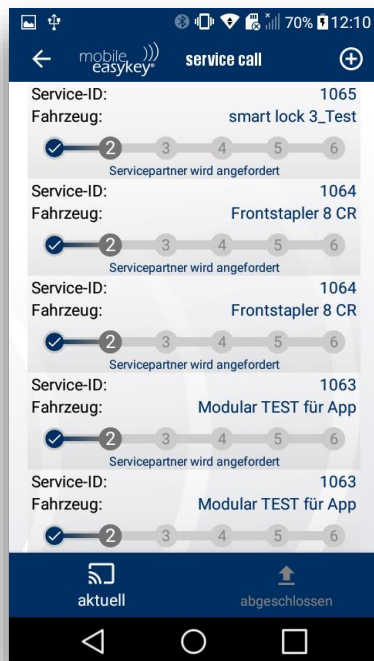 70% 12:10
mobile easykey® service call
Service-ID: 1065
Fahrzeug: smart lock 3_Test
2 3 4 5 6
Servicepartner wird angefordert
Service-ID: 1064
Fahrzeug: Frontstapler 8 CR
2 3 4 5 6
Servicepartner wird angefordert
Service-ID: 1064
Fahrzeug: Frontstapler 8 CR
2 3 4 5 6
Servicepartner wird angefordert
Service-ID: 1063
Fahrzeug: Modular TEST für App
2 3 4 5 6
Servicepartner wird angefordert
Service-ID: 1063
Fahrzeug: Modular TEST für App
2 3 4 5 6
aktuell abgeschlossen